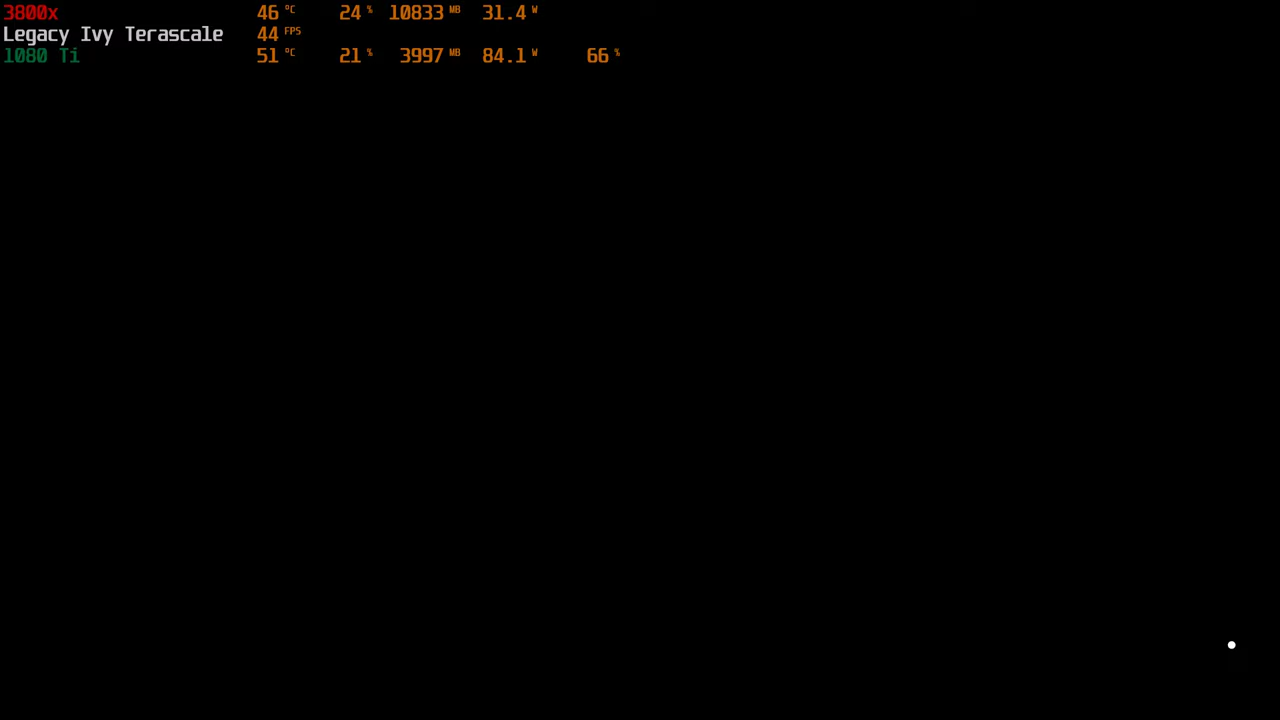 3800x 46 °C 24 % 10833 MB 31.4 W
Legacy Ivy Terascale 44 FPS
1080 Ti 51 °C 21 % 3997 MB 84.1 W 66 %